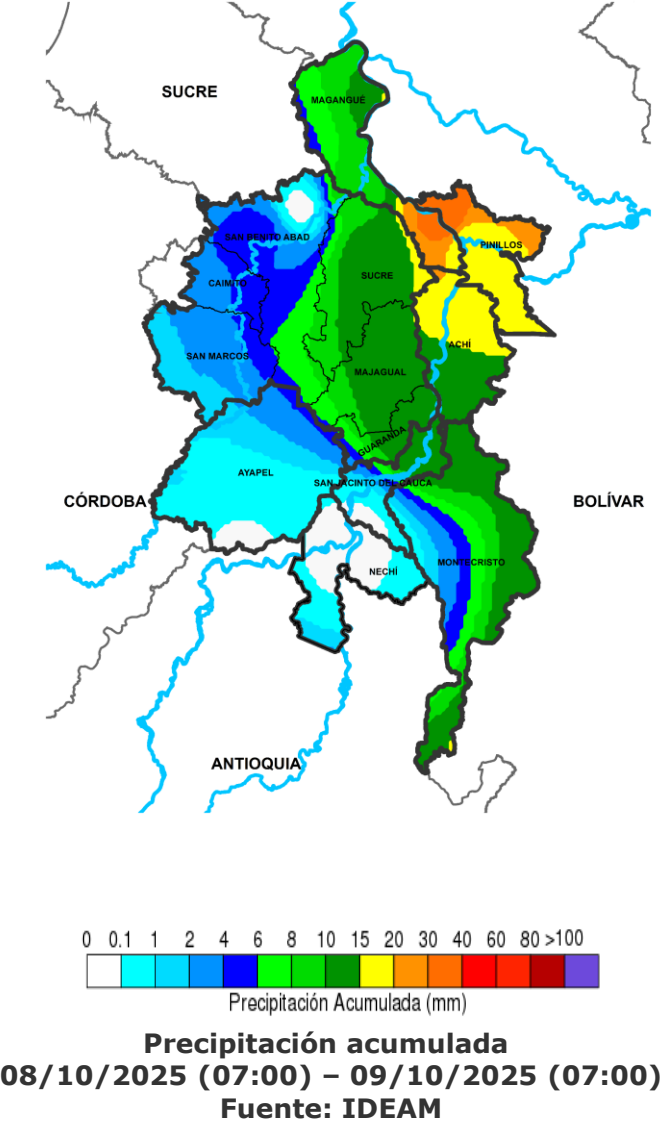 SUCRE
MAGANGUÉ
SAN BENITO ABAD
PINILLOS
CAIMITO
SUCRE
ACHÍ
SAN MARCOS
MAJAGUAL
GUARANDA
AYAPEL
SAN JACINTO DEL CAUCA
CÓRDOBA
BOLÍVAR
MONTECRISTO
NECHÍ
ANTIOQUIA
0 0.1 1 2 4 6 8 10 15 20 30 40 60 80 >100
Precipitación Acumulada (mm)
Precipitación acumulada
08/10/2025 (07:00) – 09/10/2025 (07:00)
Fuente: IDEAM